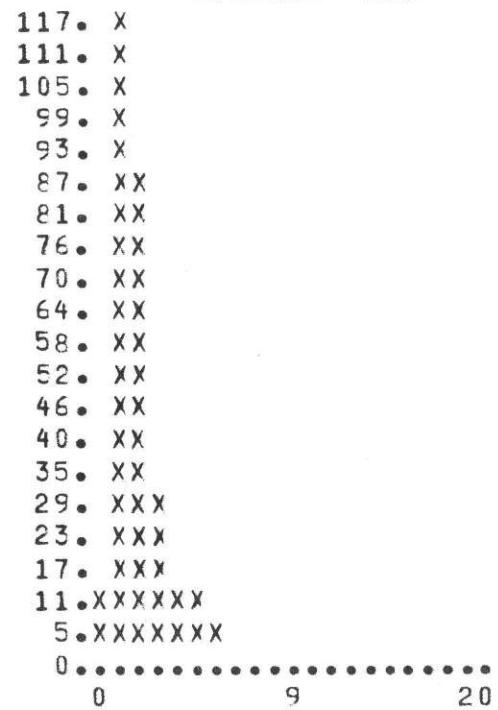 117. X
111. X
105. X
99. X
93. X
87. XX
81. XX
76. XX
70. XX
64. XX
58. XX
52. XX
46. XX
40. XX
35. XX
29. XXX
23. XXX
17. XXX
11.XXXXXX
5.XXXXXXX
0......................
0 9 20